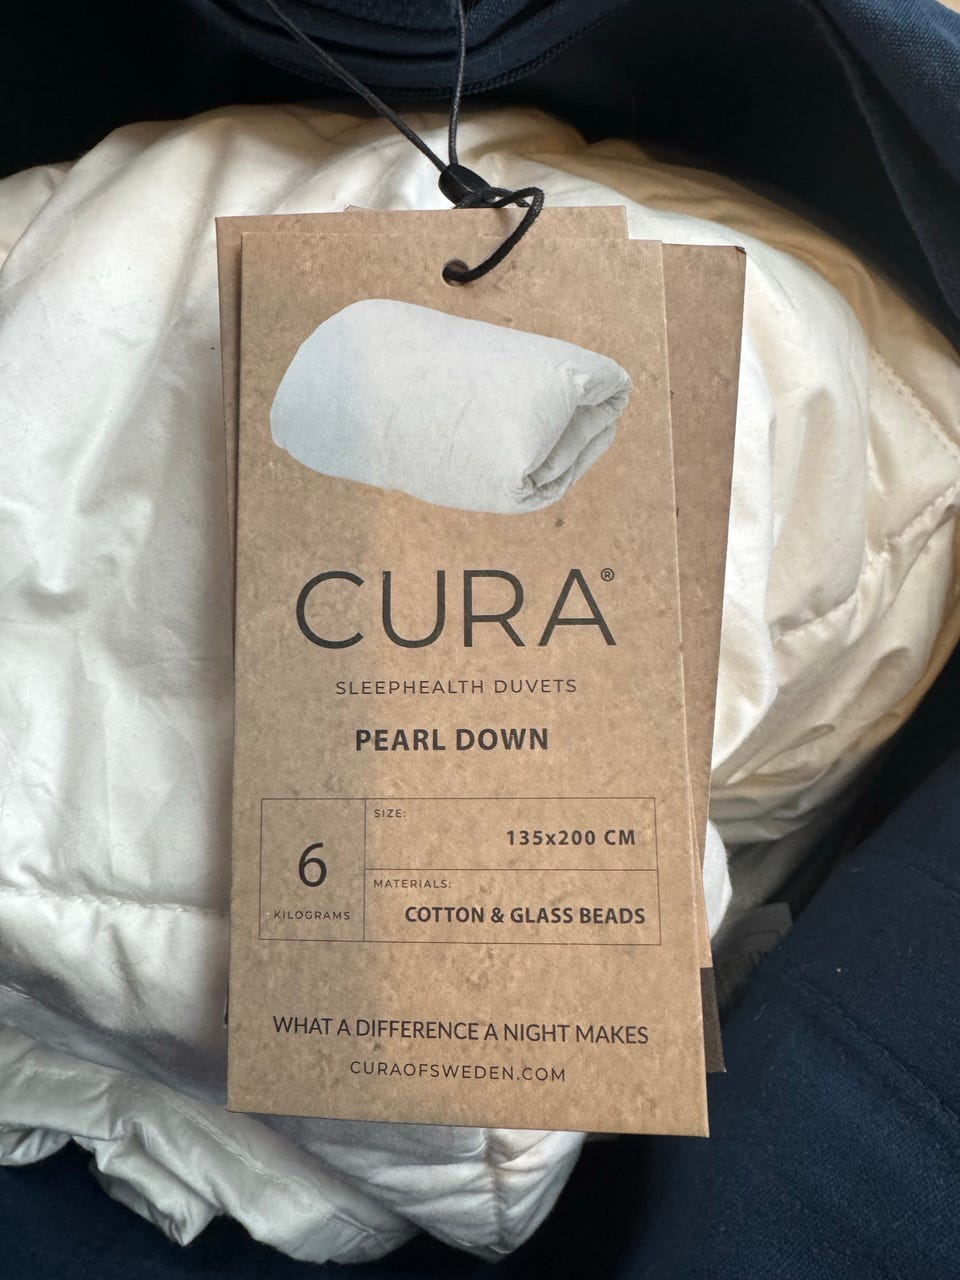 CURA®
SLEEPHEALTH DUVETS
PEARL DOWN
6
KILOGRAMS
SIZE:
135x200 CM
MATERIALS:
COTTON & GLASS BEADS
WHAT A DIFFERENCE A NIGHT MAKES
CURAOFSWEDEN.COM